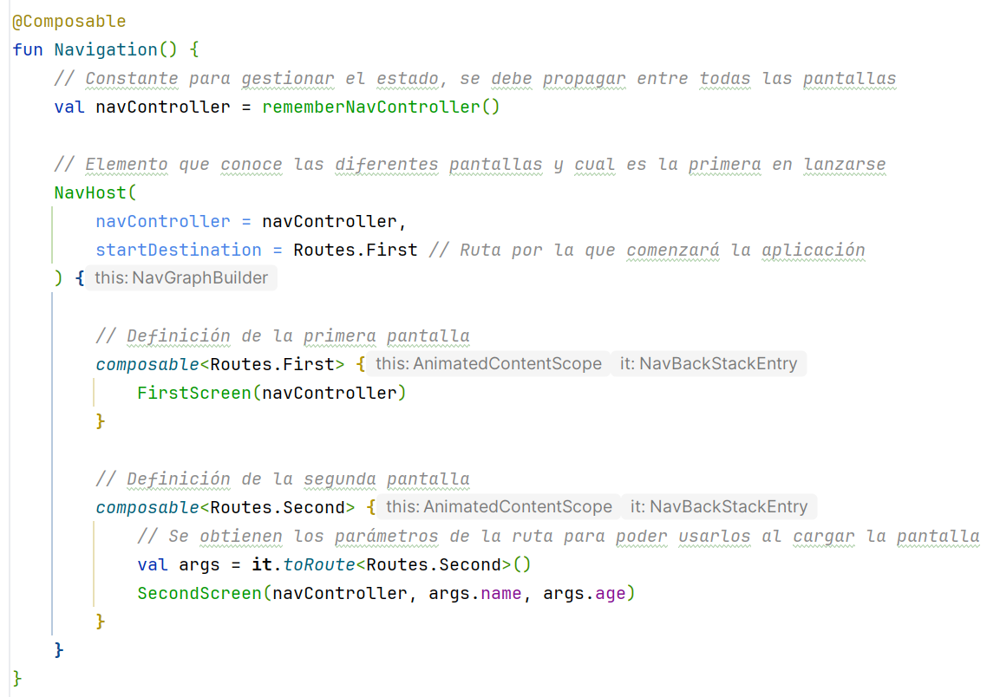 @Composable
fun Navigation() {
    // Constante para gestionar el estado, se debe propagar entre todas las pantallas
    val navController = rememberNavController()

    // Elemento que conoce las diferentes pantallas y cual es la primera en lanzarse
    NavHost(
        navController = navController,
        startDestination = Routes.First // Ruta por la que comenzará la aplicación
    ) { this: NavGraphBuilder

        // Definición de la primera pantalla
        composable<Routes.First> { this: AnimatedContentScope it: NavBackStackEntry
            FirstScreen(navController)
        }

        // Definición de la segunda pantalla
        composable<Routes.Second> { this: AnimatedContentScope it: NavBackStackEntry
            // Se obtienen los parámetros de la ruta para poder usarlos al cargar la pantalla
            val args = it.toRoute<Routes.Second>()
            SecondScreen(navController, args.name, args.age)
        }
    }
}